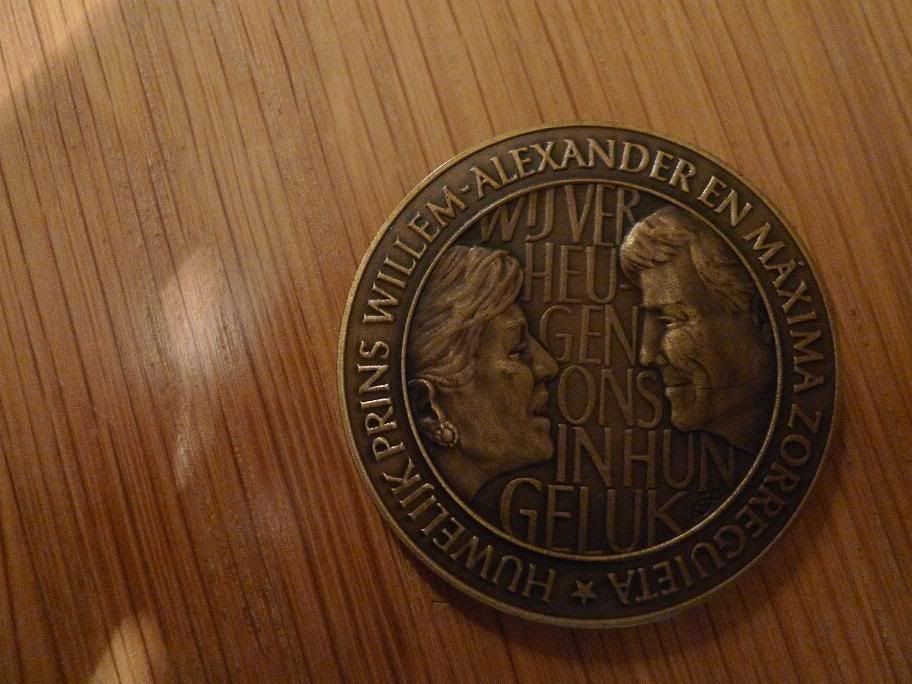 HUWELIJK PRINS WILLEM-ALEXANDER EN MÁXIMA ZORREGUIETA
WIJ VER
HEU-
GEN
ONS
IN HUN
GELUK